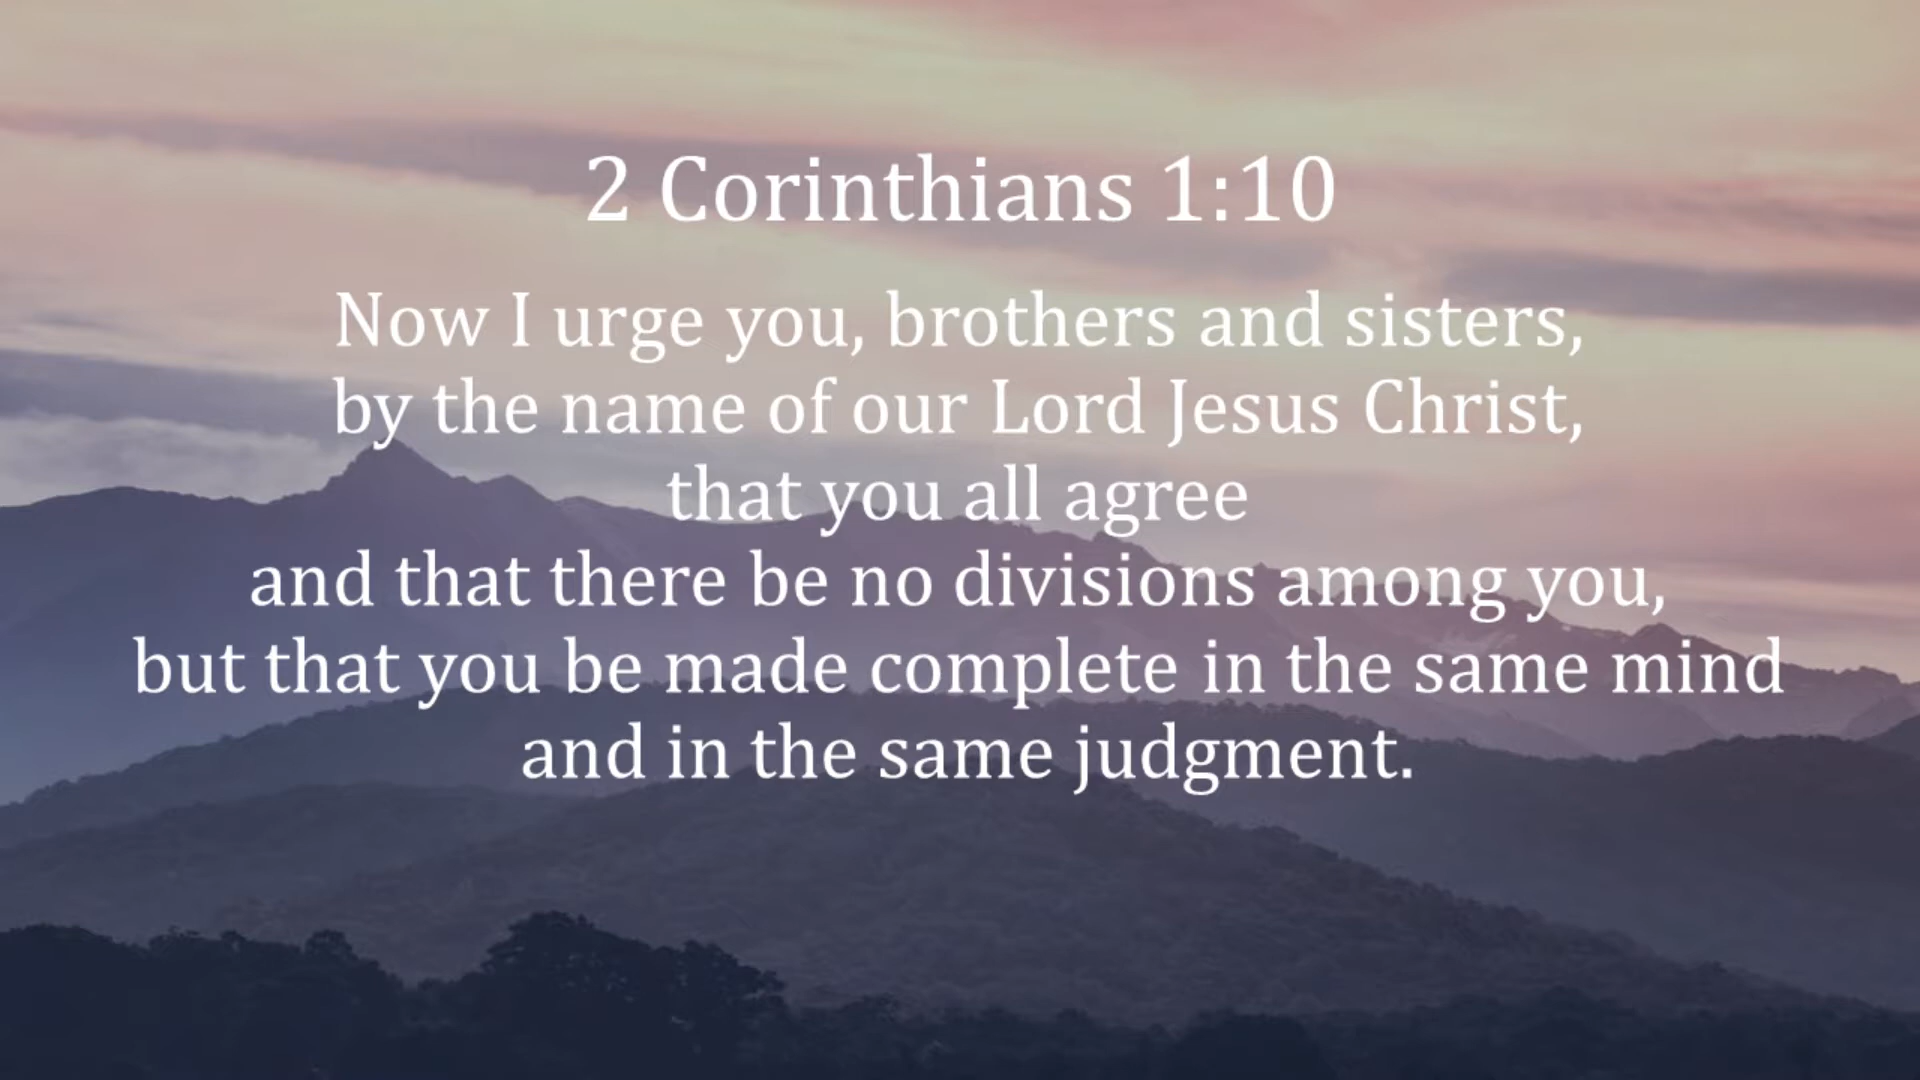 2 Corinthians 1:10
Now I urge you, brothers and sisters,
by the name of our Lord Jesus Christ,
that you all agree
and that there be no divisions among you,
but that you be made complete in the same mind
and in the same judgment.